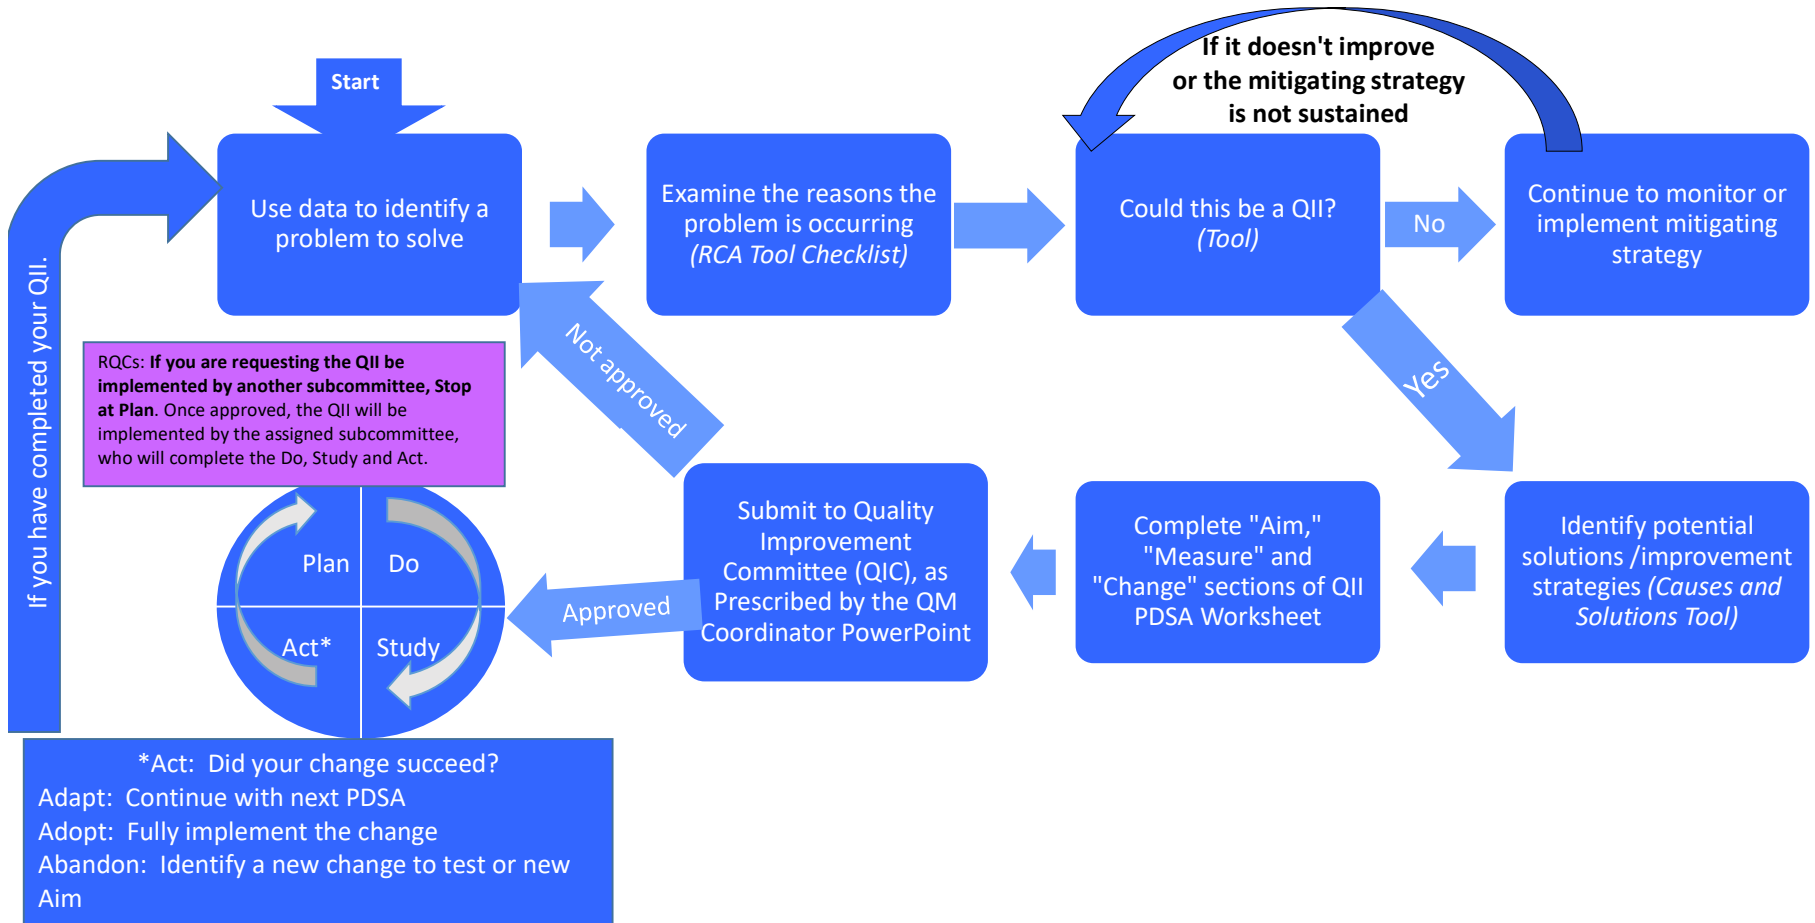 Start
If it doesn't improve
or the mitigating strategy
is not sustained
Use data to identify a
problem to solve
Examine the reasons the
problem is occurring
(RCA Tool Checklist)
Could this be a QII?
(Tool)
No
Continue to monitor or
implement mitigating
strategy
Yes
Identify potential
solutions /improvement
strategies (Causes and
Solutions Tool)
Complete "Aim,"
"Measure" and
"Change" sections of QII
PDSA Worksheet
Submit to Quality
Improvement
Committee (QIC), as
Prescribed by the QM
Coordinator PowerPoint
Not approved
Approved
RQCs: If you are requesting the QII be
implemented by another subcommittee, Stop
at Plan. Once approved, the QII will be
implemented by the assigned subcommittee,
who will complete the Do, Study and Act.
Plan
Do
Act*
Study
If you have completed your QII.
*Act: Did your change succeed?
Adapt: Continue with next PDSA
Adopt: Fully implement the change
Abandon: Identify a new change to test or new
Aim